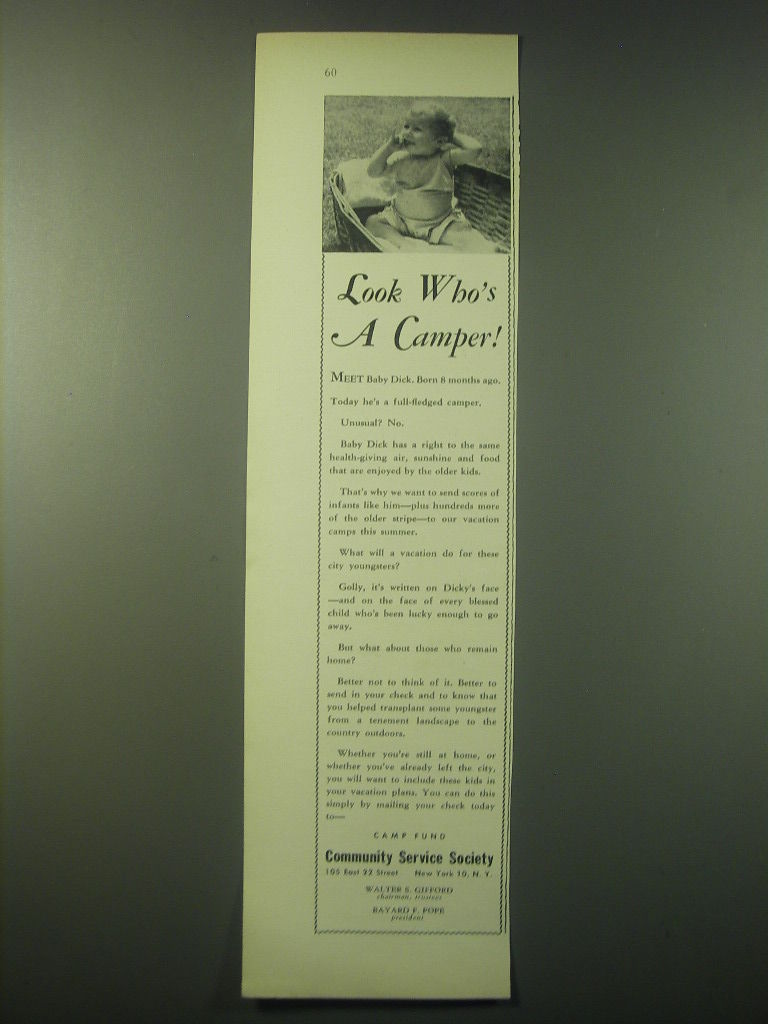 60
Look Who's
A Camper!
MEET Baby Dick. Born 8 months ago.
Today he's a full-fledged camper.
Unusual? No.
Baby Dick has a right to the same
health-giving air, sunshine and food
that are enjoyed by the older kids.
That's why we want to send scores of
infants like him—plus hundreds more
of the older stripe—to our vacation
camps this summer.
What will a vacation do for these
city youngsters?
Golly, it's written on Dicky's face
—and on the face of every blessed
child who's been lucky enough to go
away.
But what about those who remain
home?
Better not to think of it. Better to
send in your check and to know that
you helped transplant some youngster
from a tenement landscape to the
country outdoors.
Whether you're still at home, or
whether you've already left the city,
you will want to include these kids in
your vacation plans. You can do this
simply by mailing your check today
to—
CAMP FUND
Community Service Society
105 East 22 Street New York 10, N. Y.
WALTER S. GIFFORD
chairman, trustees
BAYARD F. POPE
president